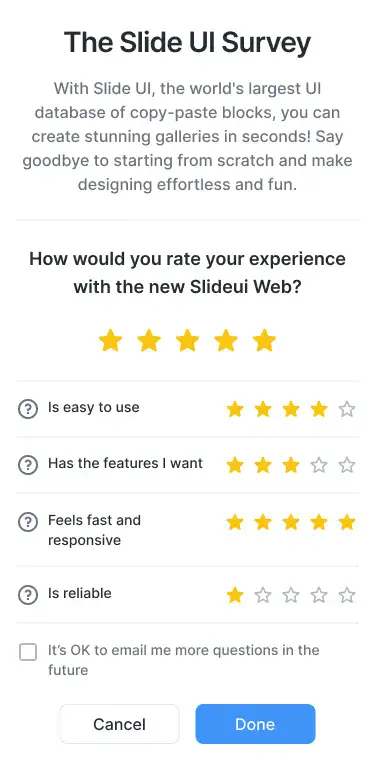 The Slide UI Survey
With Slide UI, the world's largest UI
database of copy-paste blocks, you can
create stunning galleries in seconds! Say
goodbye to starting from scratch and make
designing effortless and fun.
How would you rate your experience
with the new Slideui Web?
Is easy to use
Has the features I want
Feels fast and
responsive
Is reliable
It’s OK to email me more questions in the
future
Cancel
Done